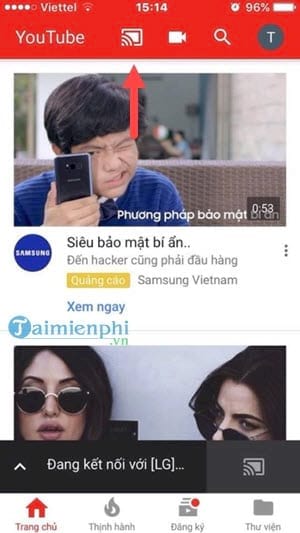 Viettel
15:14
96%
YouTube
T
Phương pháp bảo mật bí ẩn
0:53
SAMSUNG
Siêu bảo mật bí ẩn..
Đến hacker cũng phải đầu hàng
Quảng cáo Samsung Vietnam
Xem ngay
Taimienphi
.vn
Đang kết nối với [LG]...
Trang chủ
Thịnh hành
Đăng ký
Thư viện